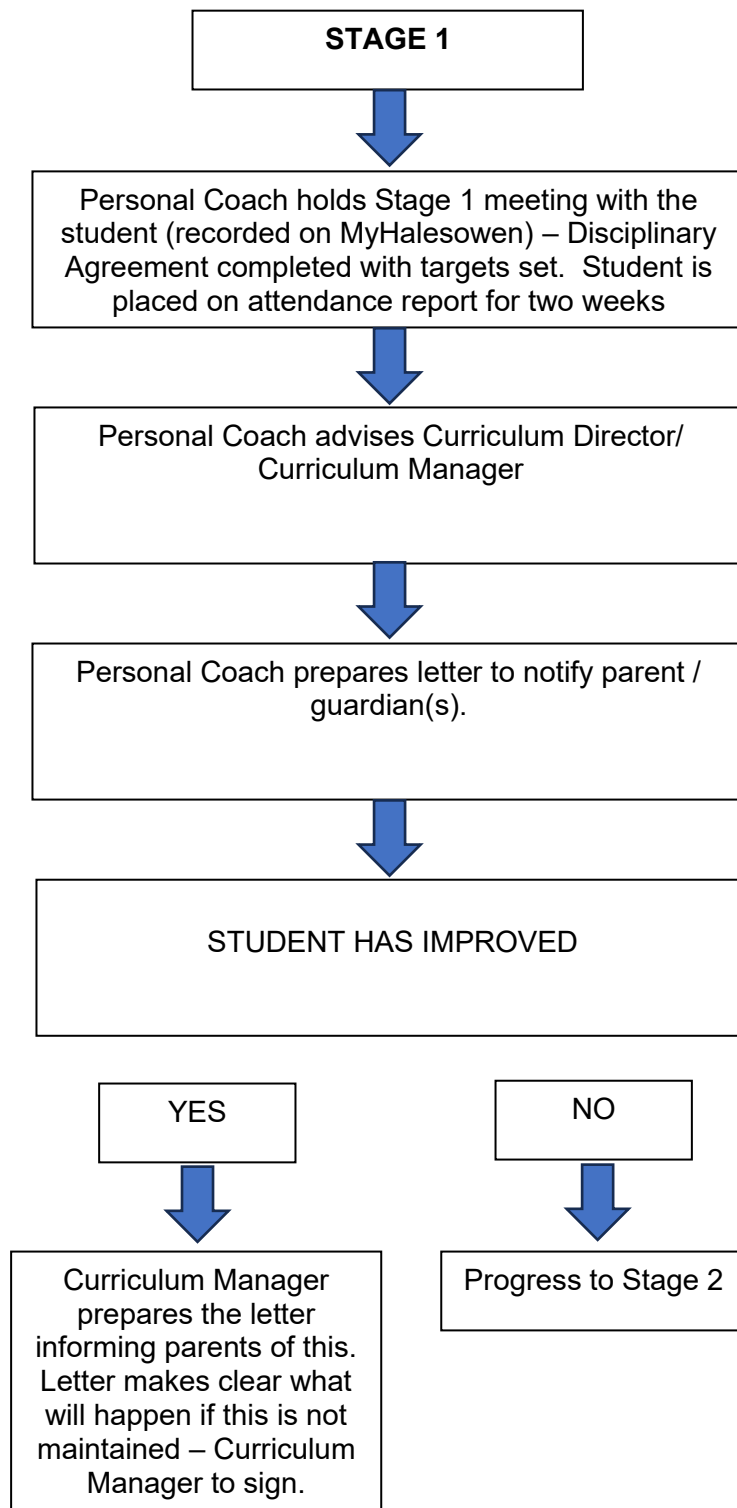 STAGE 1
Personal Coach holds Stage 1 meeting with the
student (recorded on MyHalesowen) – Disciplinary
Agreement completed with targets set.  Student is
placed on attendance report for two weeks
Personal Coach advises Curriculum Director/
Curriculum Manager
Personal Coach prepares letter to notify parent /
guardian(s).
STUDENT HAS IMPROVED
YES
NO
Curriculum Manager
prepares the letter
informing parents of this.
Letter makes clear what
will happen if this is not
maintained – Curriculum
Manager to sign.
Progress to Stage 2